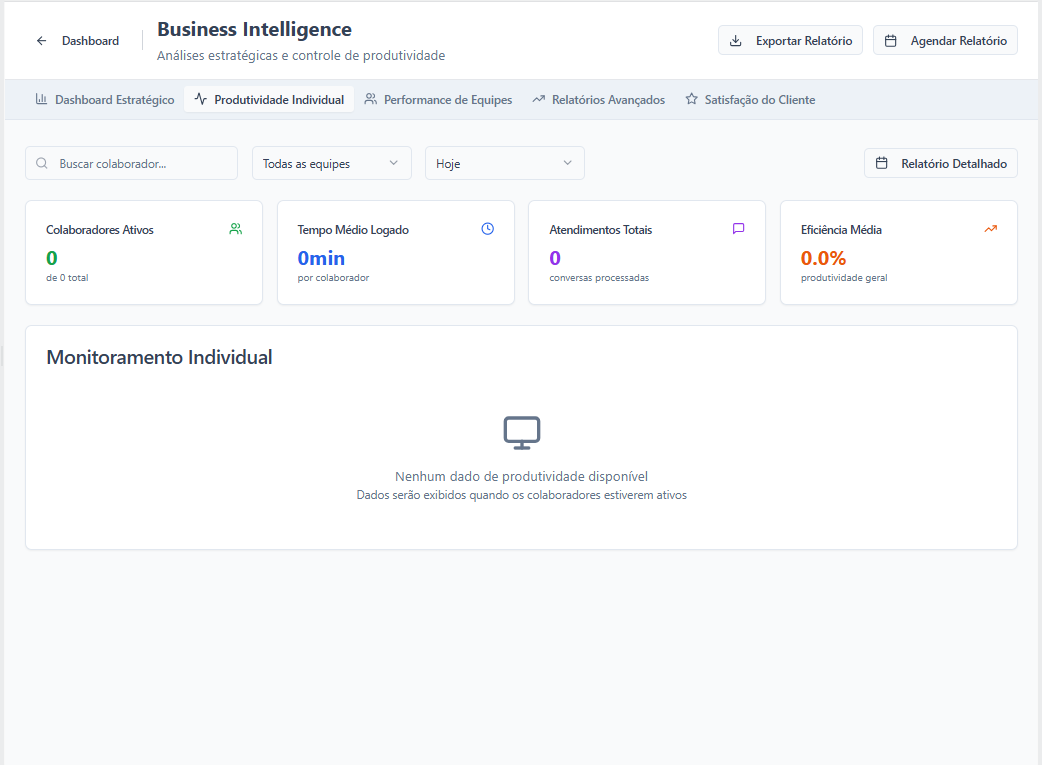 Dashboard
Business Intelligence
Análises estratégicas e controle de produtividade
Exportar Relatório
Agendar Relatório
Dashboard Estratégico
Produtividade Individual
Performance de Equipes
Relatórios Avançados
Satisfação do Cliente
Buscar colaborador...
Todas as equipes
Hoje
Relatório Detalhado
Colaboradores Ativos
0
de 0 total
Tempo Médio Logado
0min
por colaborador
Atendimentos Totais
0
conversas processadas
Eficiência Média
0.0%
produtividade geral
Monitoramento Individual
Nenhum dado de produtividade disponível
Dados serão exibidos quando os colaboradores estiverem ativos